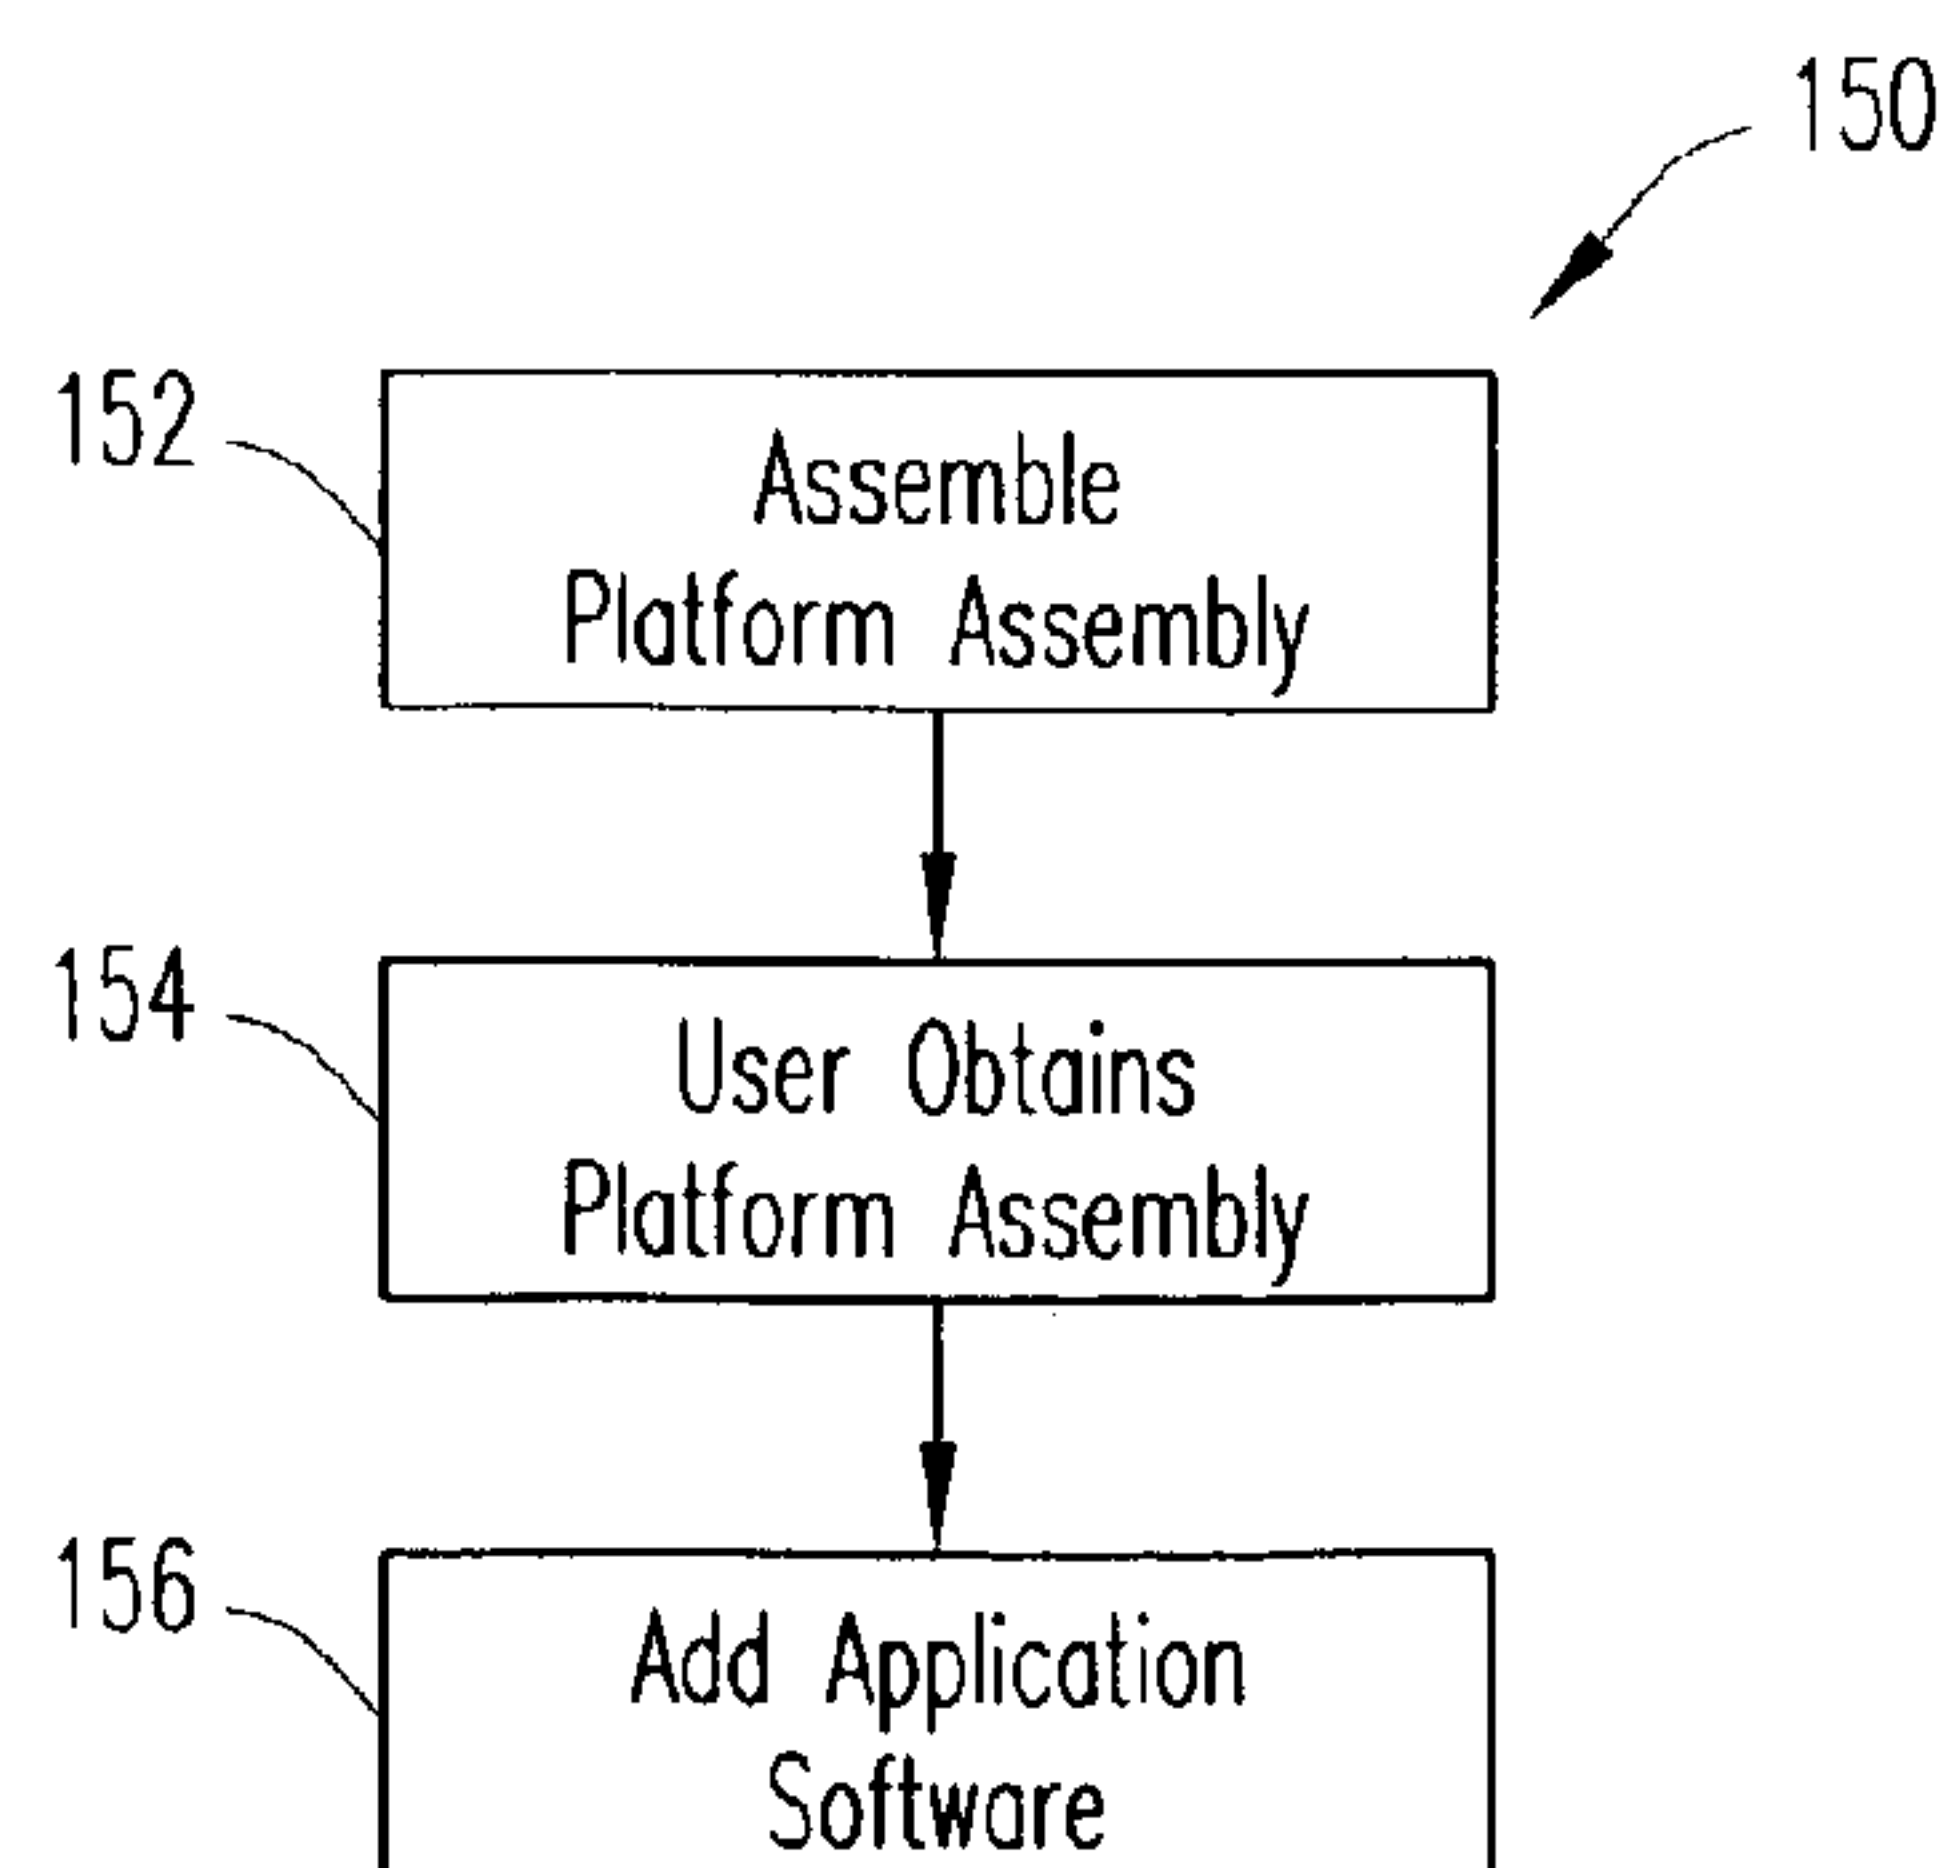 150
152
Assemble
Platform Assembly
154
User Obtains
Platform Assembly
156
Add Application
Software